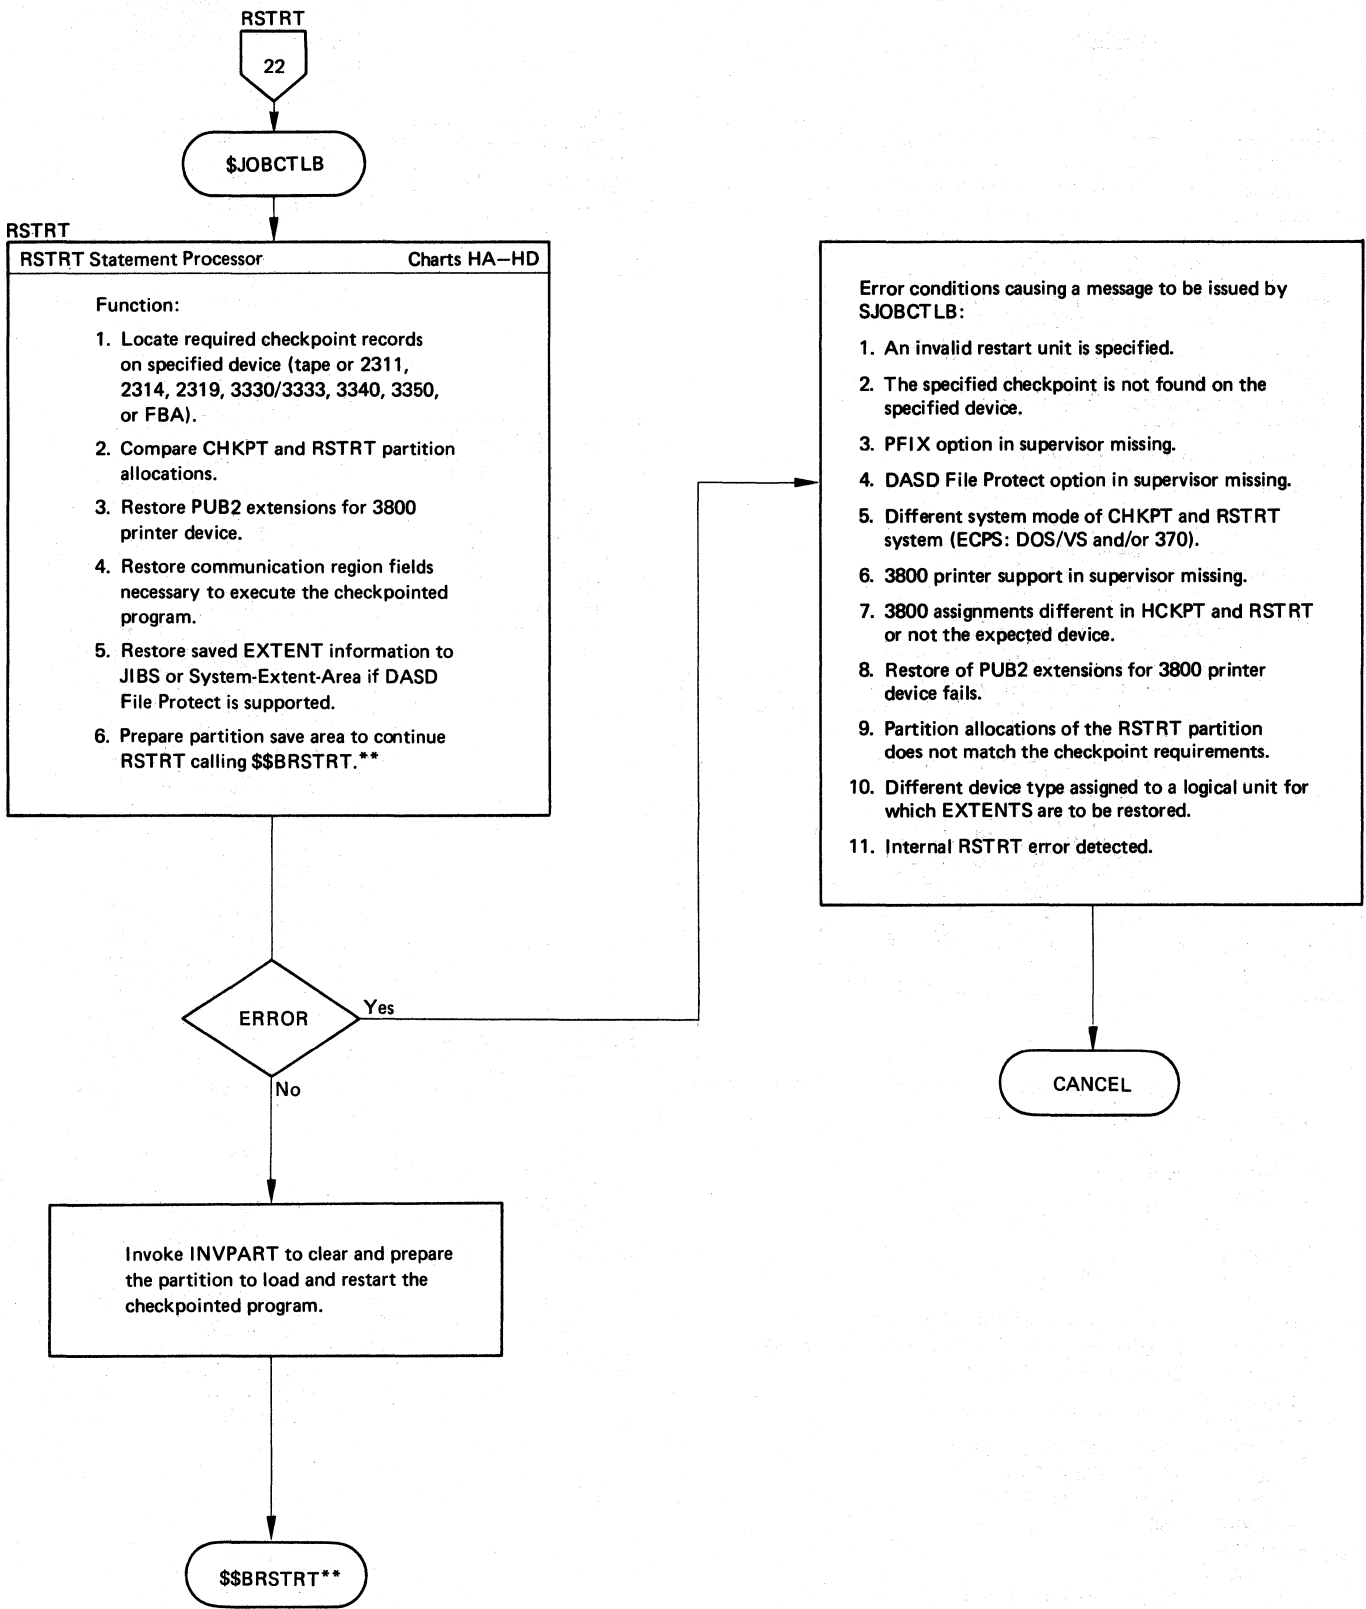 RSTRT
22
$JOBCTLB
RSTRT
RSTRT Statement Processor Charts HA–HD
Function:
1. Locate required checkpoint records
on specified device (tape or 2311,
2314, 2319, 3330/3333, 3340, 3350,
or FBA).
2. Compare CHKPT and RSTRT partition
allocations.
3. Restore PUB2 extensions for 3800
printer device.
4. Restore communication region fields
necessary to execute the checkpointed
program.
5. Restore saved EXTENT information to
JIBS or System-Extent-Area if DASD
File Protect is supported.
6. Prepare partition save area to continue
RSTRT calling $$BRSTRT.**
ERROR
Yes
No
Invoke INVPART to clear and prepare
the partition to load and restart the
checkpointed program.
$$BRSTRT**
Error conditions causing a message to be issued by
SJOBCTLB:
1. An invalid restart unit is specified.
2. The specified checkpoint is not found on the
specified device.
3. PFIX option in supervisor missing.
4. DASD File Protect option in supervisor missing.
5. Different system mode of CHKPT and RSTRT
system (ECPS: DOS/VS and/or 370).
6. 3800 printer support in supervisor missing.
7. 3800 assignments different in HCKPT and RSTRT
or not the expected device.
8. Restore of PUB2 extensions for 3800 printer
device fails.
9. Partition allocations of the RSTRT partition
does not match the checkpoint requirements.
10. Different device type assigned to a logical unit for
which EXTENTS are to be restored.
11. Internal RSTRT error detected.
CANCEL